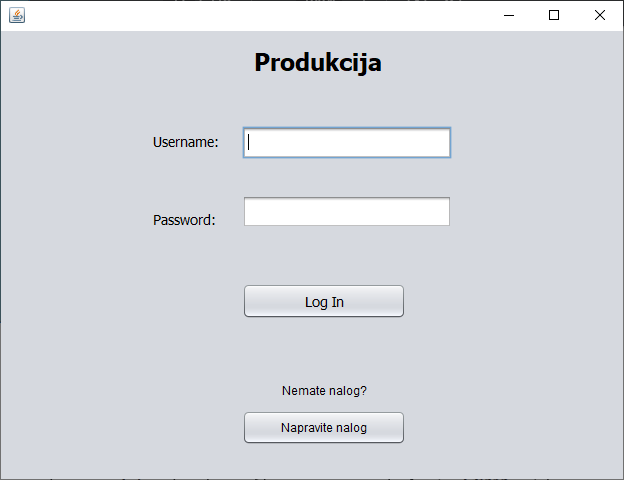 Produkcija
Username:
Password:
Log In
Nemate nalog?
Napravite nalog